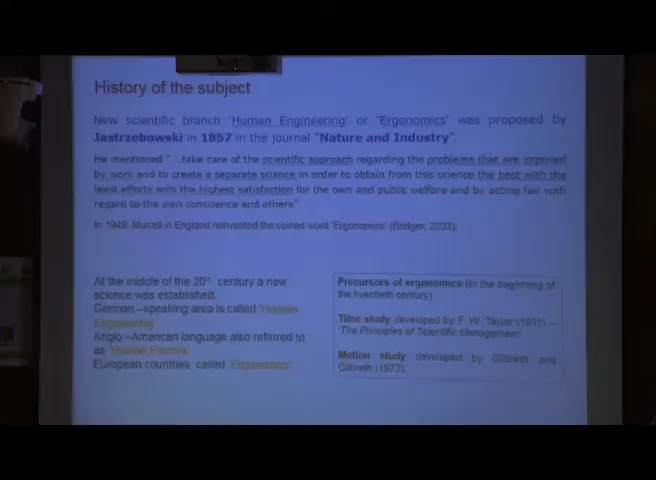 History of the subject
New scientific branch 'Human Engineering' or 'Ergonomics' was proposed by
Jastrzebowski in 1857 in the journal "Nature and Industry".
He mentioned "...take care of the scientific approach regarding the problems that are imposed
by work and to create a separate science in order to obtain from this science the best with the
least efforts with the highest satisfaction for the own and public welfare and by acting fair with
regard to the own conscience and others"
In 1949, Murrell in England reinvented the coined word 'Ergonomics' (Bridger, 2003).
At the middle of the 20th century a new
science was established.
German –speaking area is called 'Human
Engineering'
Anglo –American language also referred to
as 'Human Factors'
European countries called 'Ergonomics'
Precursors of ergonomics (in the beginning of
the twentieth century)
Time study developed by F. W. Taylor (1911)—
'The Principles of Scientific Management'
Motion study developed by Gilbreth and
Gilbreth (1973).